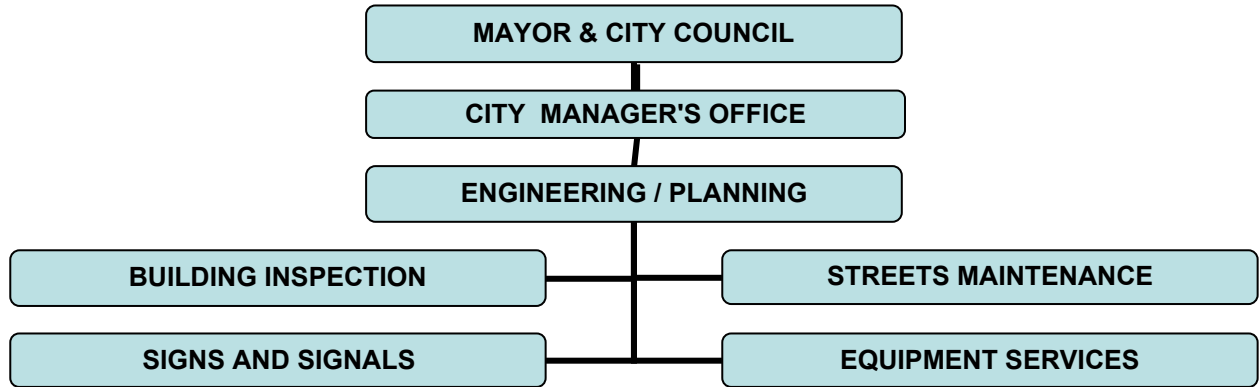 MAYOR & CITY COUNCIL
CITY MANAGER'S OFFICE
ENGINEERING / PLANNING
BUILDING INSPECTION
STREETS MAINTENANCE
SIGNS AND SIGNALS
EQUIPMENT SERVICES